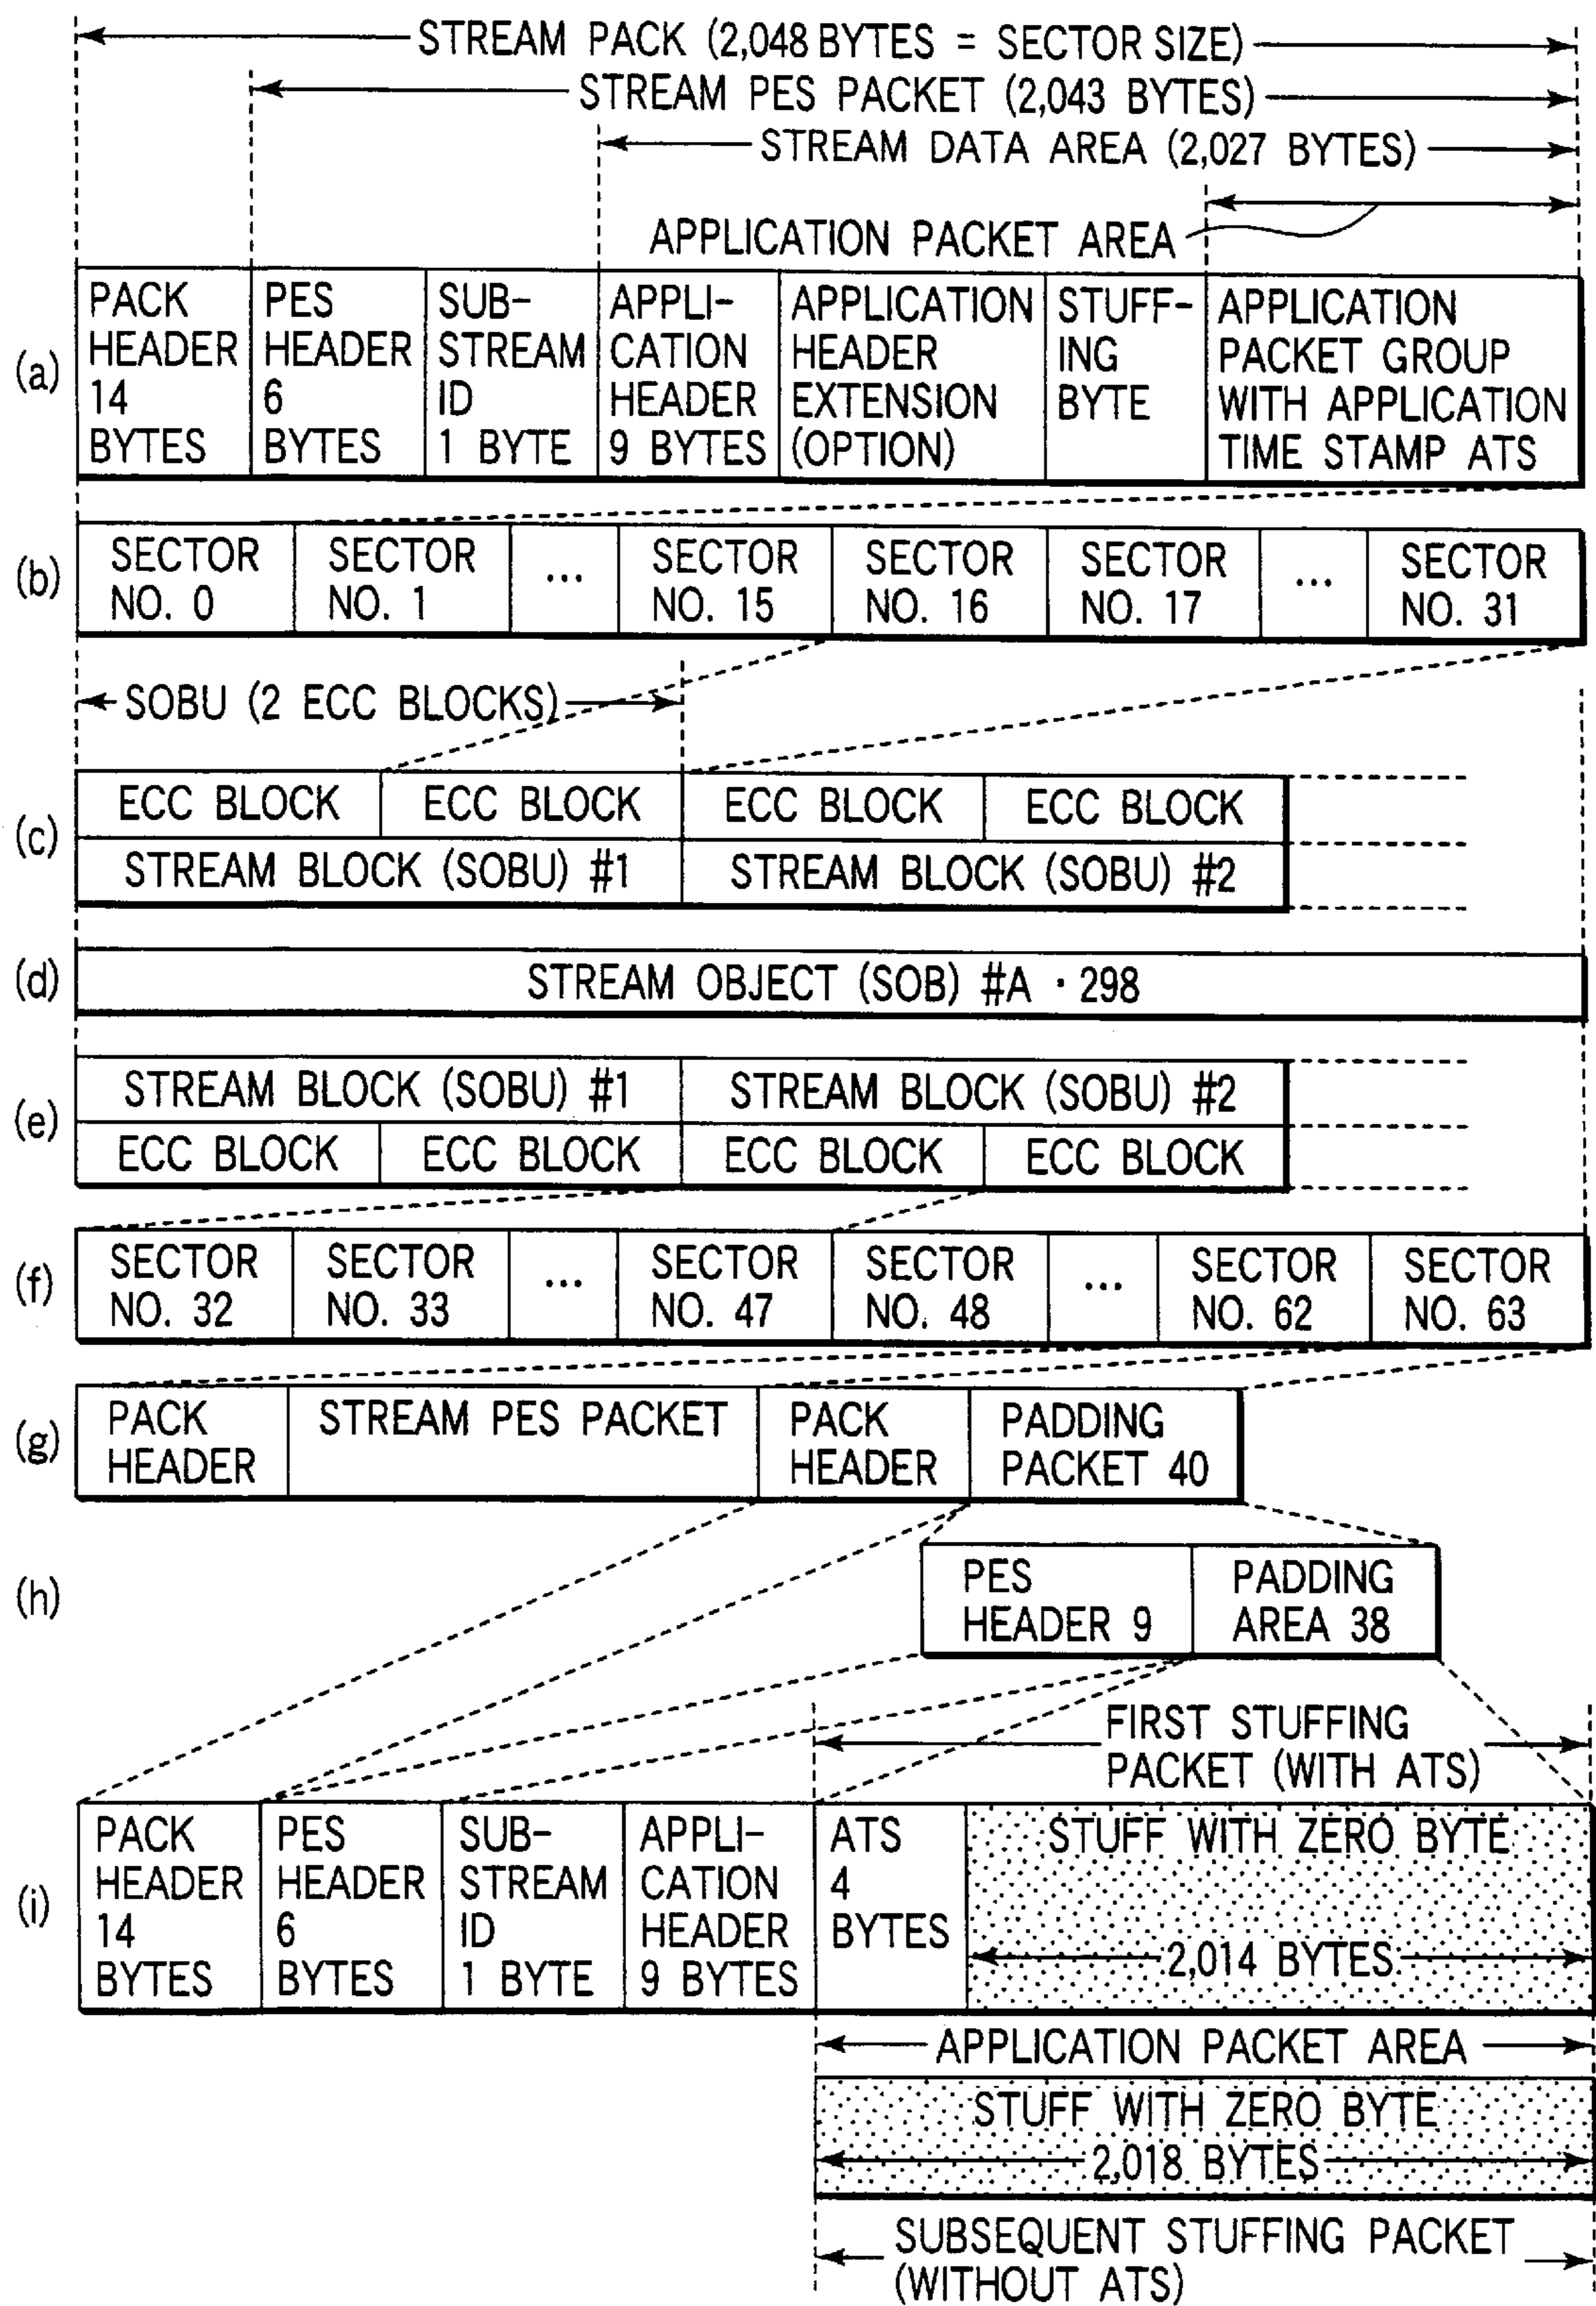 STREAM PACK (2,048 BYTES = SECTOR SIZE)
STREAM PES PACKET (2,043 BYTES)
STREAM DATA AREA (2,027 BYTES)
APPLICATION PACKET AREA
(a)
PACK
HEADER
14
BYTES
PES
HEADER
6
BYTES
SUB-
STREAM
ID
1 BYTE
APPLI-
CATION
HEADER
9 BYTES
APPLICATION
HEADER
EXTENSION
(OPTION)
STUFF-
ING
BYTE
APPLICATION
PACKET GROUP
WITH APPLICATION
TIME STAMP ATS
(b)
SECTOR
NO. 0
SECTOR
NO. 1
...
SECTOR
NO. 15
SECTOR
NO. 16
SECTOR
NO. 17
...
SECTOR
NO. 31
SOBU (2 ECC BLOCKS)
(c)
ECC BLOCK
ECC BLOCK
ECC BLOCK
ECC BLOCK
STREAM BLOCK (SOBU) #1
STREAM BLOCK (SOBU) #2
(d)
STREAM OBJECT (SOB) #A · 298
(e)
STREAM BLOCK (SOBU) #1
STREAM BLOCK (SOBU) #2
ECC BLOCK
ECC BLOCK
ECC BLOCK
ECC BLOCK
(f)
SECTOR
NO. 32
SECTOR
NO. 33
...
SECTOR
NO. 47
SECTOR
NO. 48
...
SECTOR
NO. 62
SECTOR
NO. 63
(g)
PACK
HEADER
STREAM PES PACKET
PACK
HEADER
PADDING
PACKET 40
(h)
PES
HEADER 9
PADDING
AREA 38
FIRST STUFFING
PACKET (WITH ATS)
(i)
PACK
HEADER
14
BYTES
PES
HEADER
6
BYTES
SUB-
STREAM
ID
1 BYTE
APPLI-
CATION
HEADER
9 BYTES
ATS
4
BYTES
STUFF WITH ZERO BYTE
2,014 BYTES
APPLICATION PACKET AREA
STUFF WITH ZERO BYTE
2,018 BYTES
SUBSEQUENT STUFFING PACKET
(WITHOUT ATS)